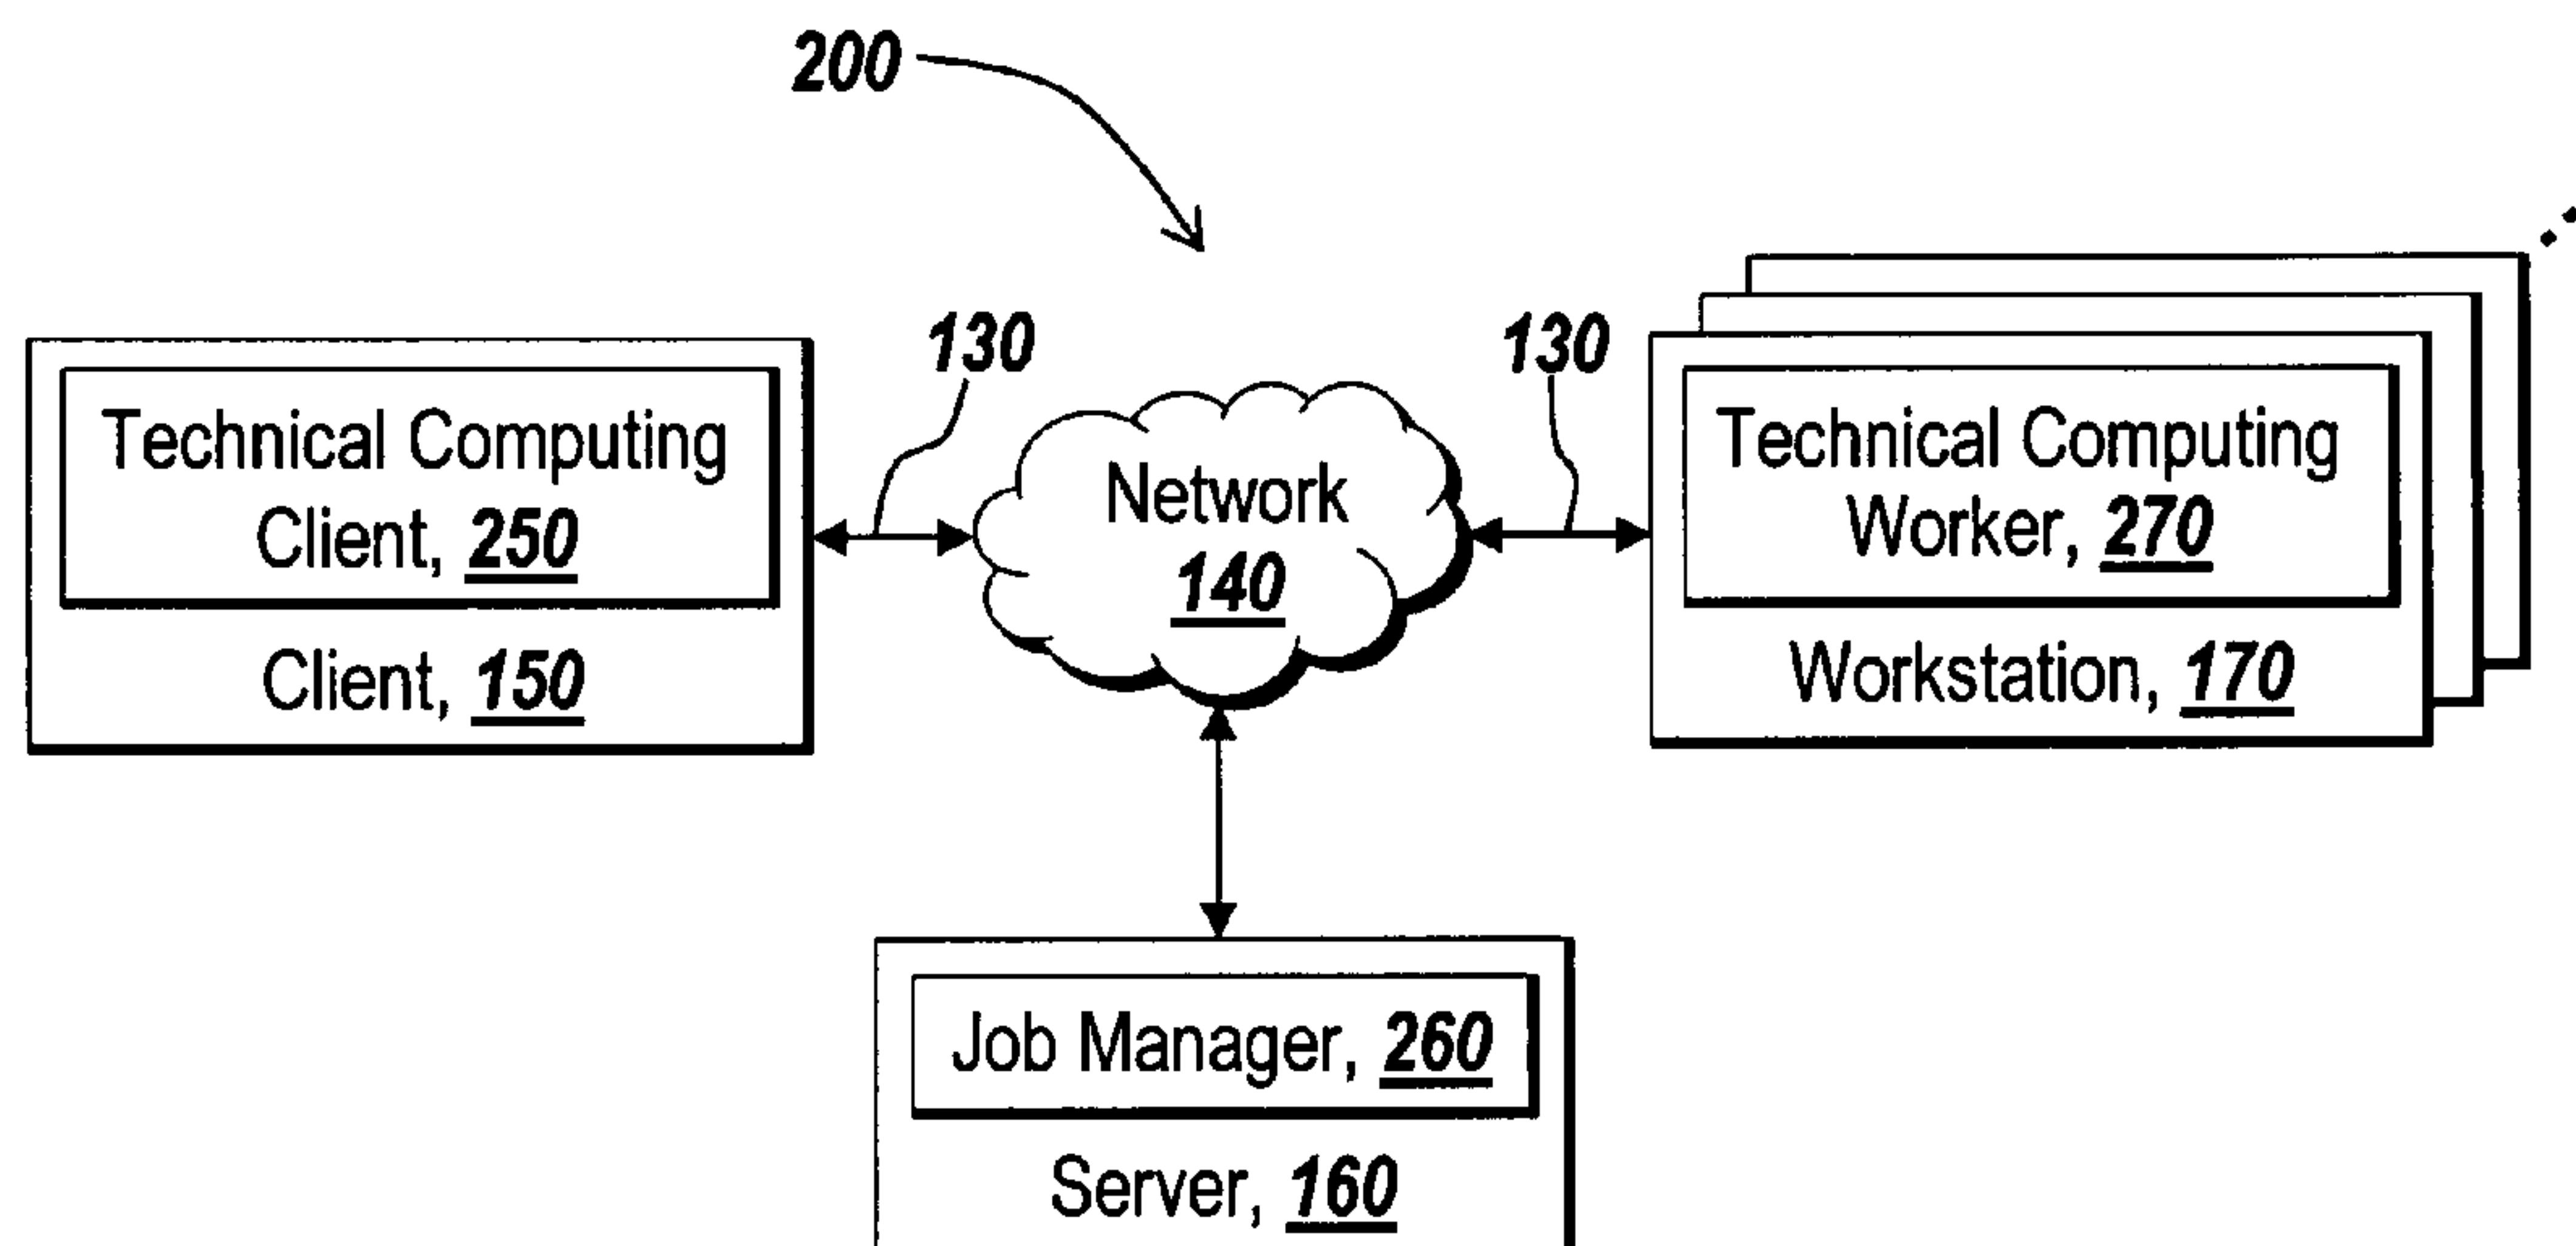 200
130
130
Technical Computing
Client, 250
Client, 150
Network
140
Technical Computing
Worker, 270
Workstation, 170
Job Manager, 260
Server, 160